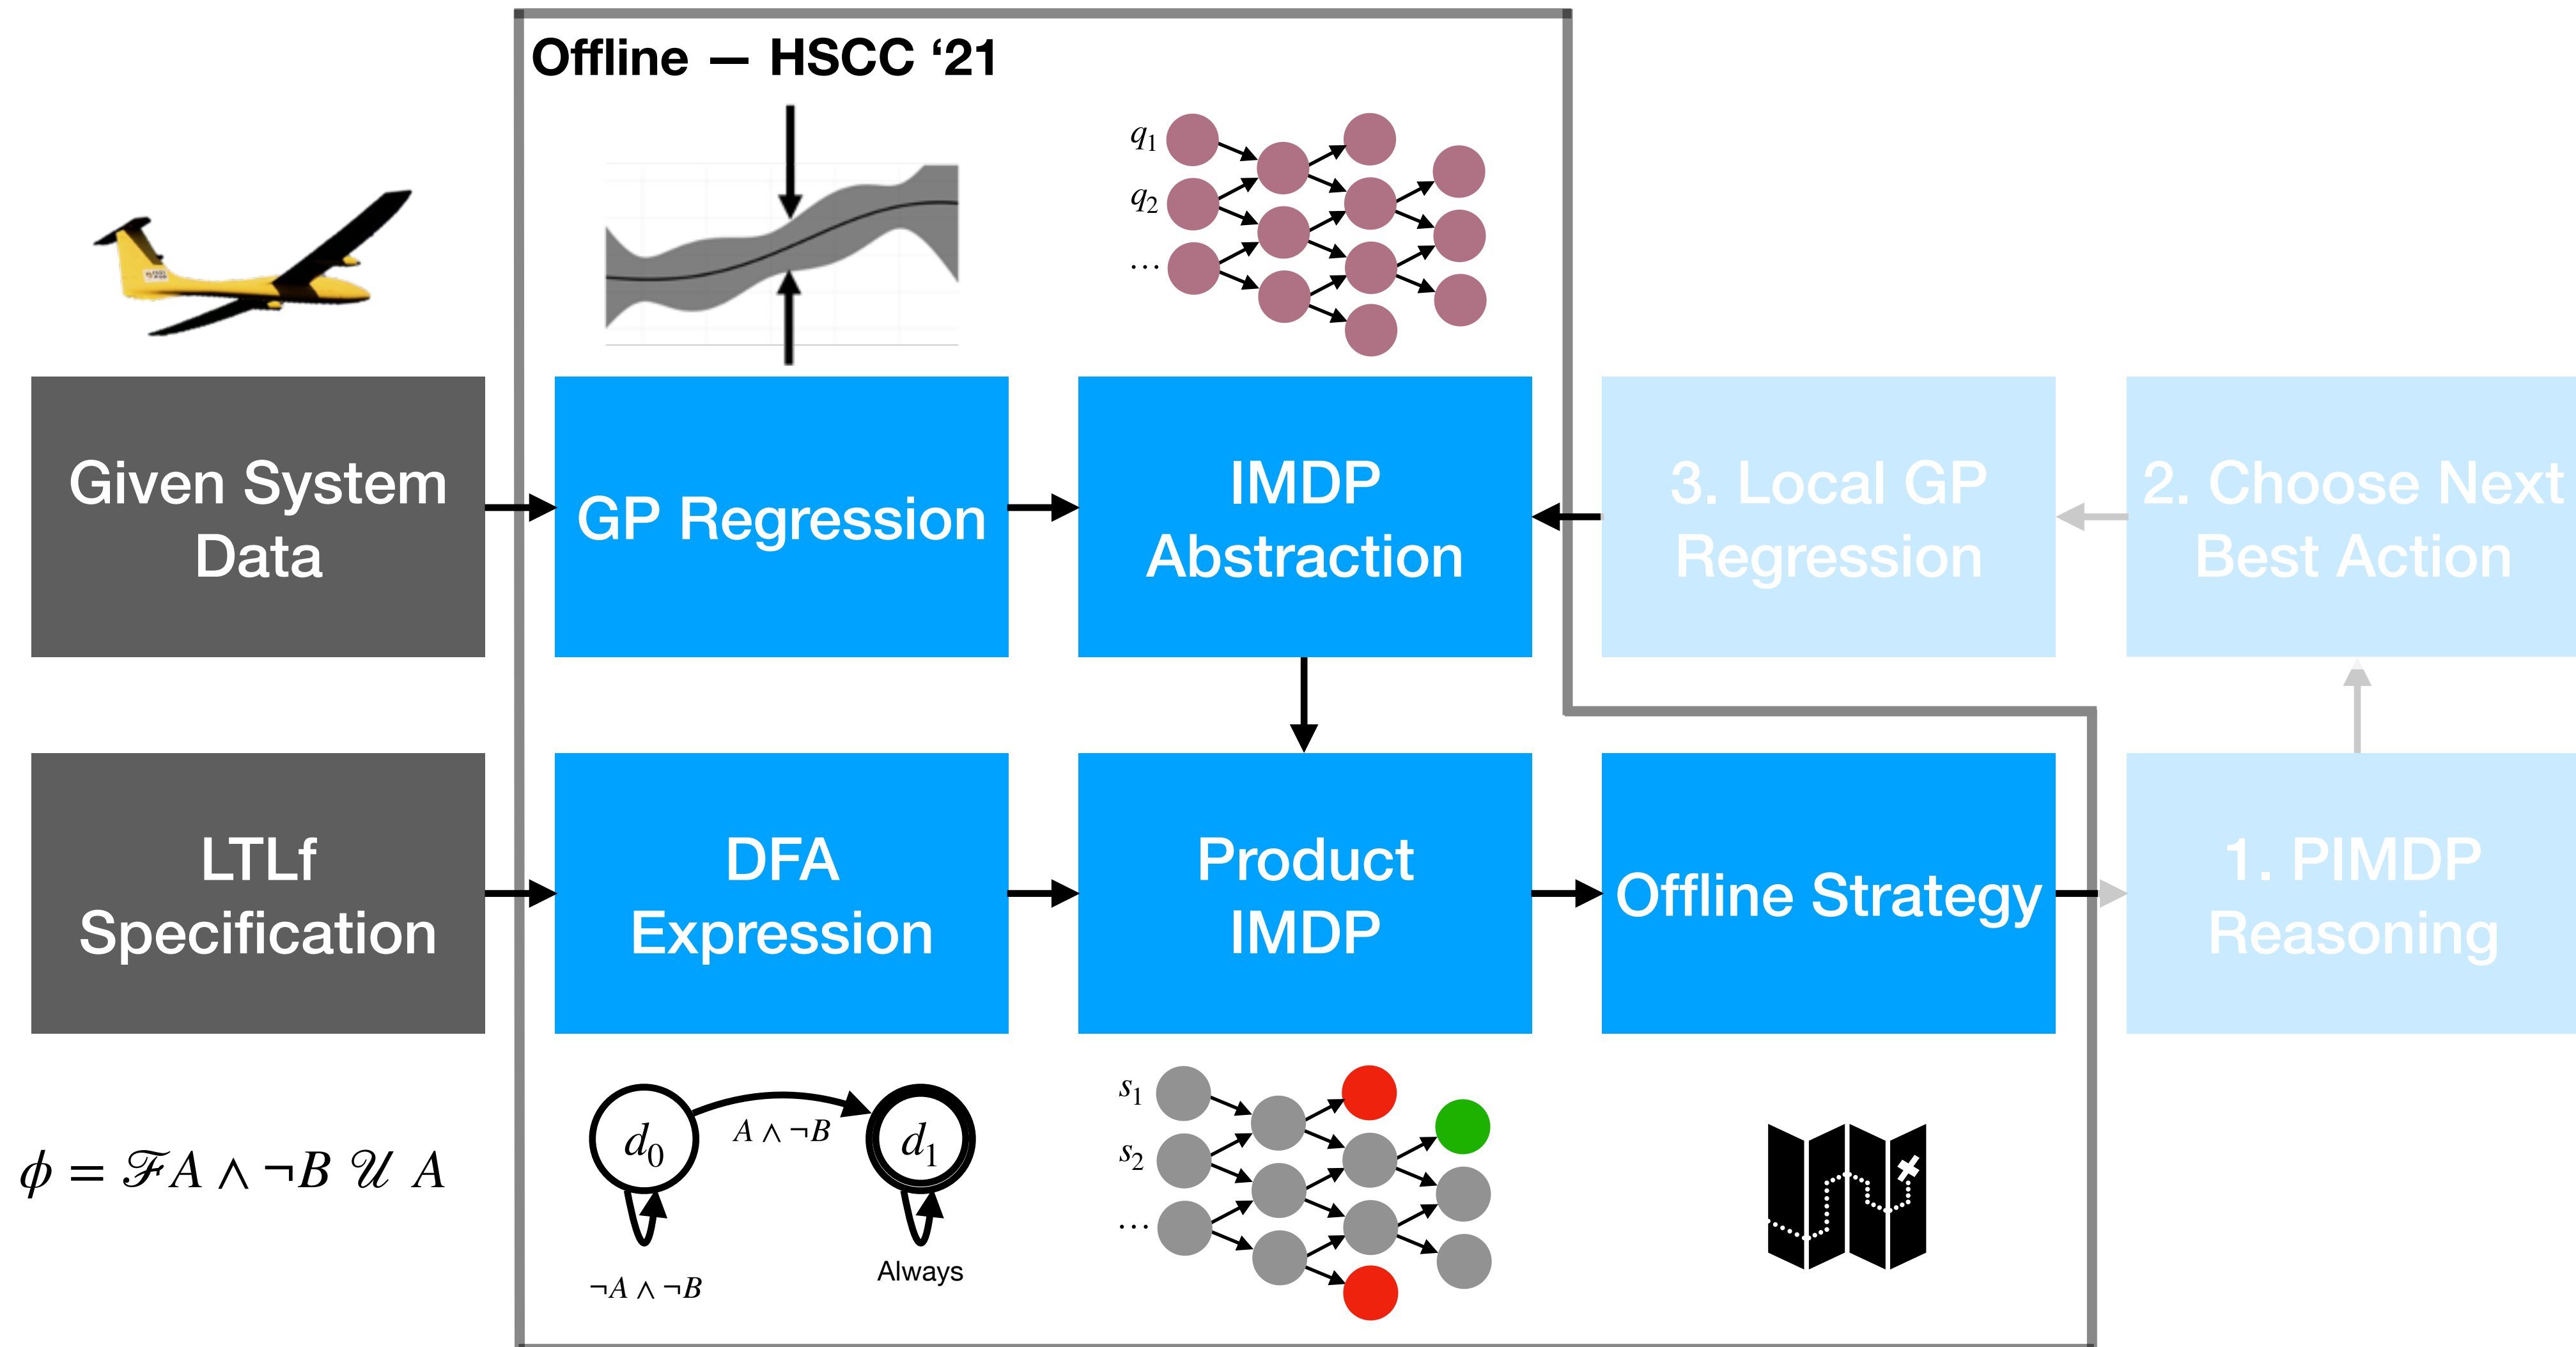 Offline — HSCC ‘21
q1
q2
…
Given System
Data
GP Regression
IMDP
Abstraction
3. Local GP
Regression
2. Choose Next
Best Action
LTLf
Specification
DFA
Expression
Product
IMDP
Offline Strategy
1. PIMDP
Reasoning
ϕ = ℱA ∧ ¬B 𝒰 A
d0
A ∧ ¬B
d1
¬A ∧ ¬B
Always
s1
s2
…